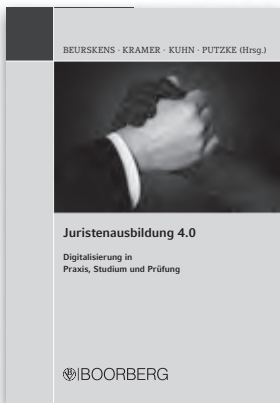 BEURSKENS · KRAMER · KUHN · PUTZKE (Hrsg.)
Juristenausbildung 4.0
Digitalisierung in
Praxis, Studium und Prüfung
BOORBERG